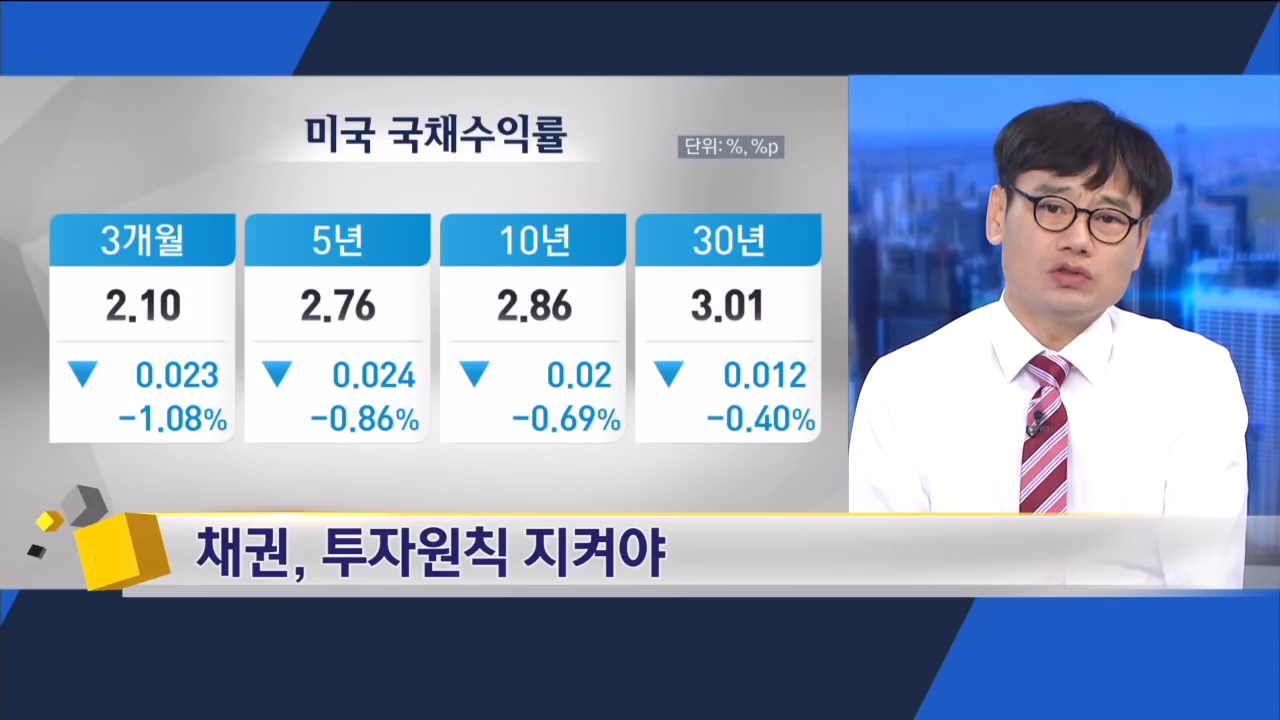 미국 국채수익률
단위: %, %p
3개월 5년 10년 30년
2.10 2.76 2.86 3.01
▼ 0.023 ▼ 0.024 ▼ 0.02 ▼ 0.012
-1.08% -0.86% -0.69% -0.40%
채권, 투자원칙 지켜야